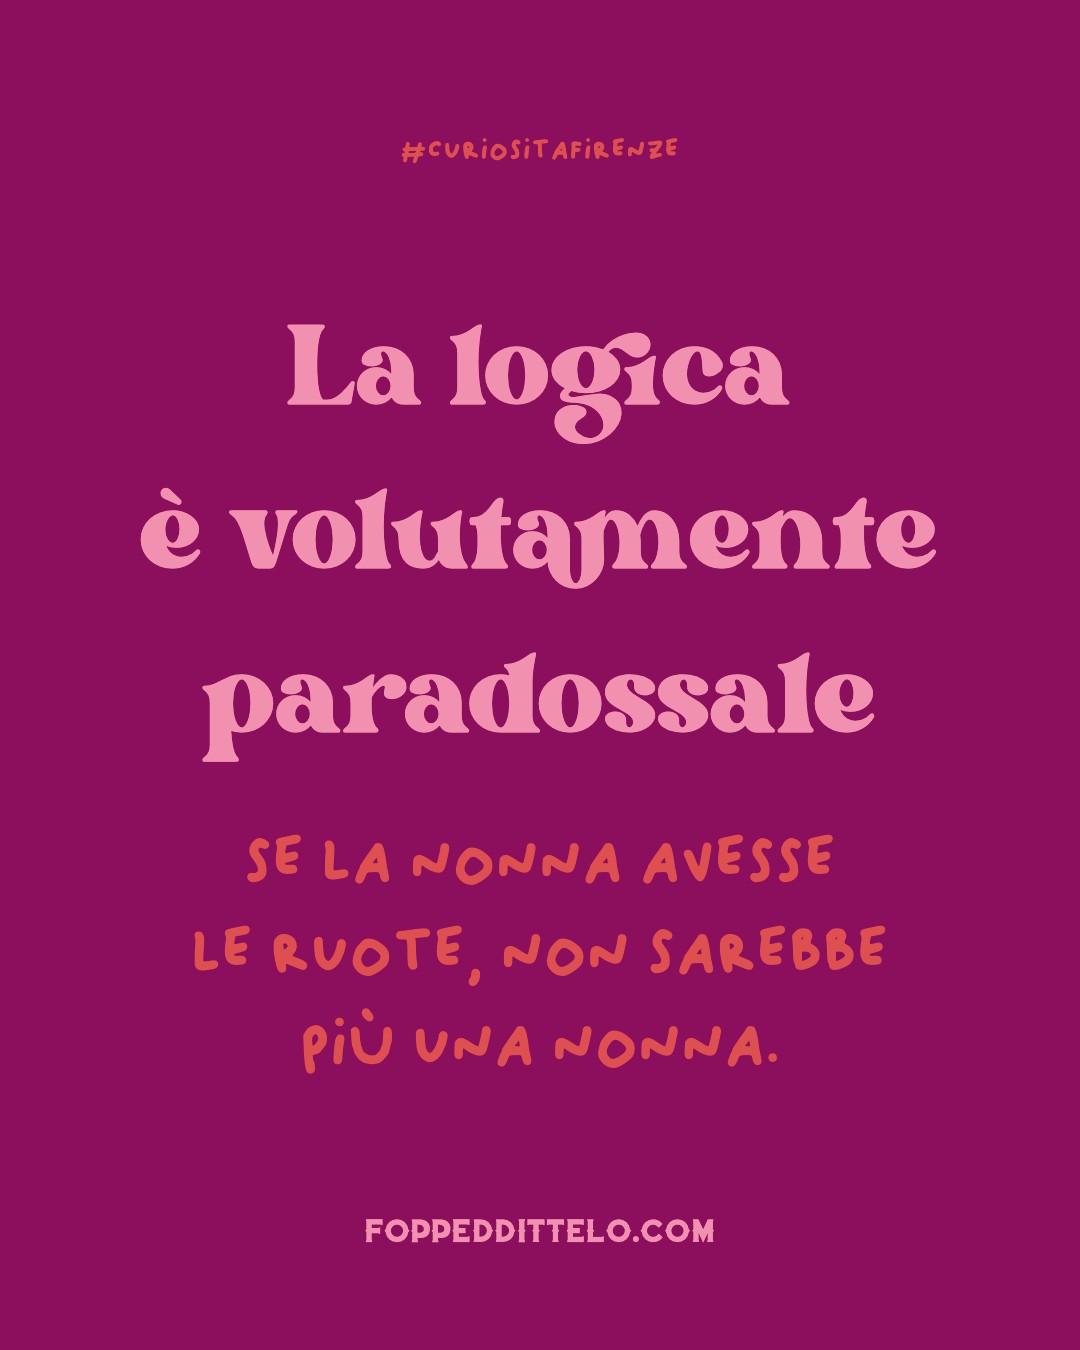 #CURIOSITAFIRENZE
La logica
è volutamente
paradossale
SE LA NONNA AVESSE
LE RUOTE, NON SAREBBE
PIÙ UNA NONNA.
FOPPEDDITTELO.COM